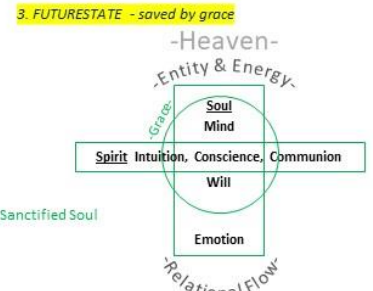 3. FUTURESTATE - saved by grace
-Heaven-
-Entity & Energy-
-Grace-
Soul
Mind
Spirit Intuition, Conscience, Communion
Will
Sanctified Soul
Emotion
-Relational Flow-